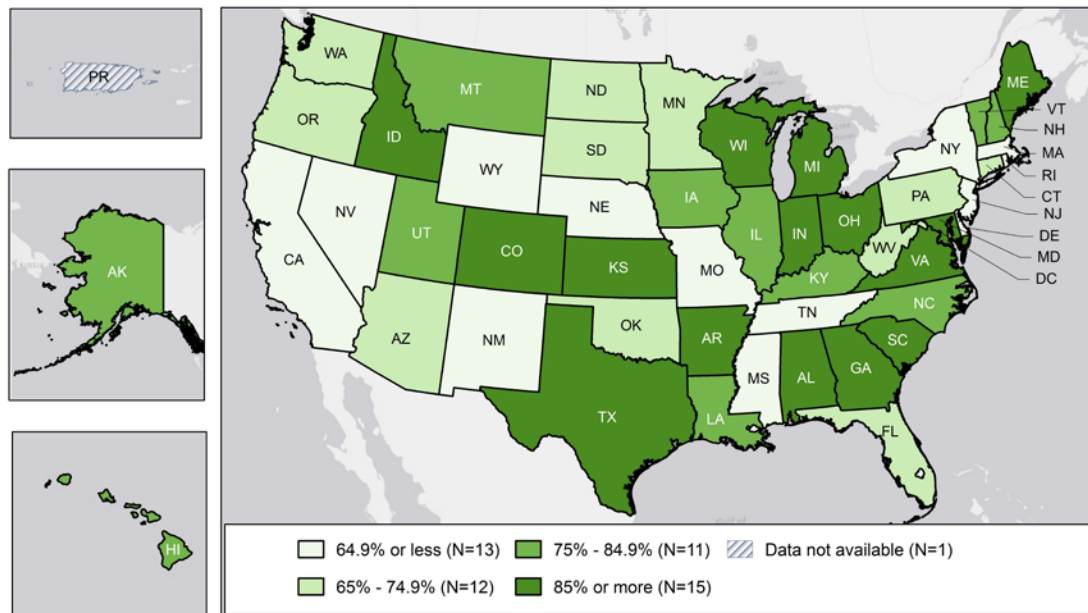 PR
WA
MT
ND
MN
ME
VT
NH
MA
RI
CT
NJ
DE
MD
DC
OR
ID
SD
WI
MI
NY
WY
IA
PA
NV
NE
CA
UT
CO
IL
IN
OH
WV
VA
KS
MO
KY
AK
AZ
NM
OK
TN
NC
AR
SC
MS
AL
GA
TX
LA
FL
HI
64.9% or less (N=13)
75% - 84.9% (N=11)
Data not available (N=1)
65% - 74.9% (N=12)
85% or more (N=15)